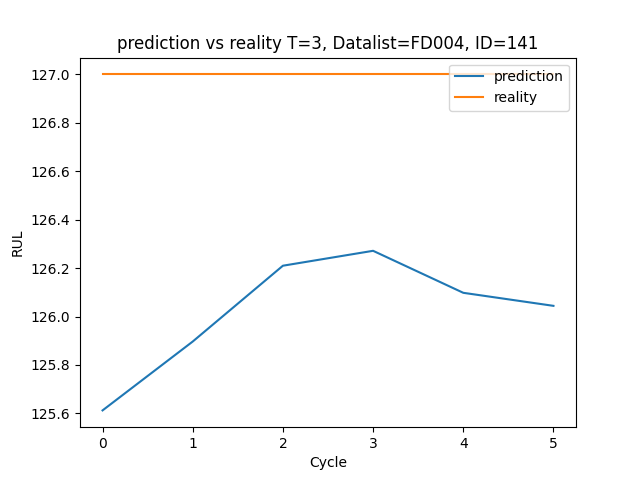 prediction vs reality T=3, Datalist=FD004, ID=141
127.0
126.8
126.6
126.4
126.2
126.0
125.8
125.6
RUL
prediction
reality
0 1 2 3 4 5
Cycle